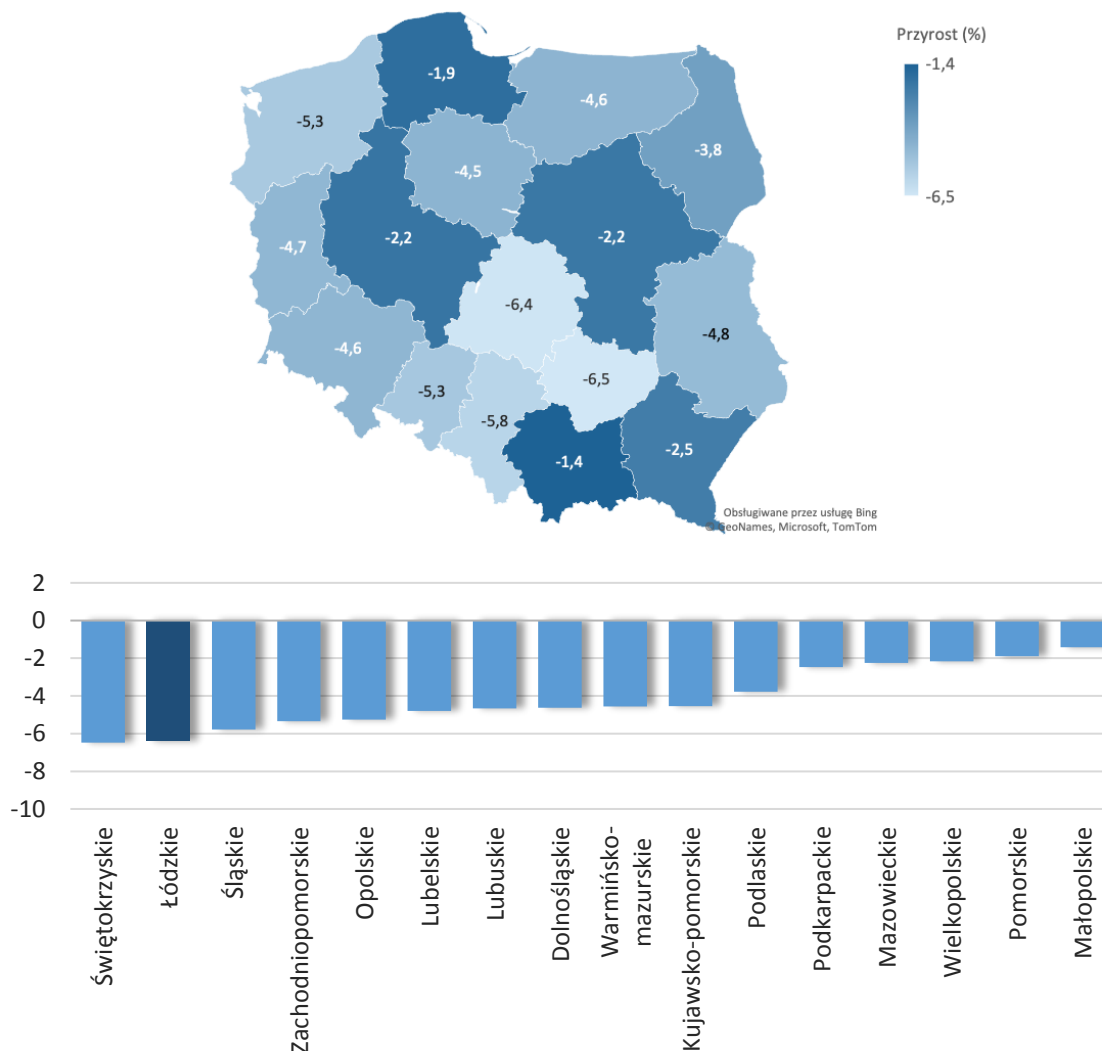 Przyrost (%)
-1,4
-6,5
-1,9
-4,6
-5,3
-3,8
-4,5
-4,7
-2,2
-2,2
-6,4
-4,8
-4,6
-5,3
-6,5
-5,8
-2,5
-1,4
Obsługiwane przez usługę Bing
© GeoNames, Microsoft, TomTom
2
0
-2
-4
-6
-8
-10
Świętokrzyskie
Łódzkie
Śląskie
Zachodniopomorskie
Opolskie
Lubelskie
Lubuskie
Dolnośląskie
Warmińsko-
mazurskie
Kujawsko-pomorskie
Podlaskie
Podkarpackie
Mazowieckie
Wielkopolskie
Pomorskie
Małopolskie